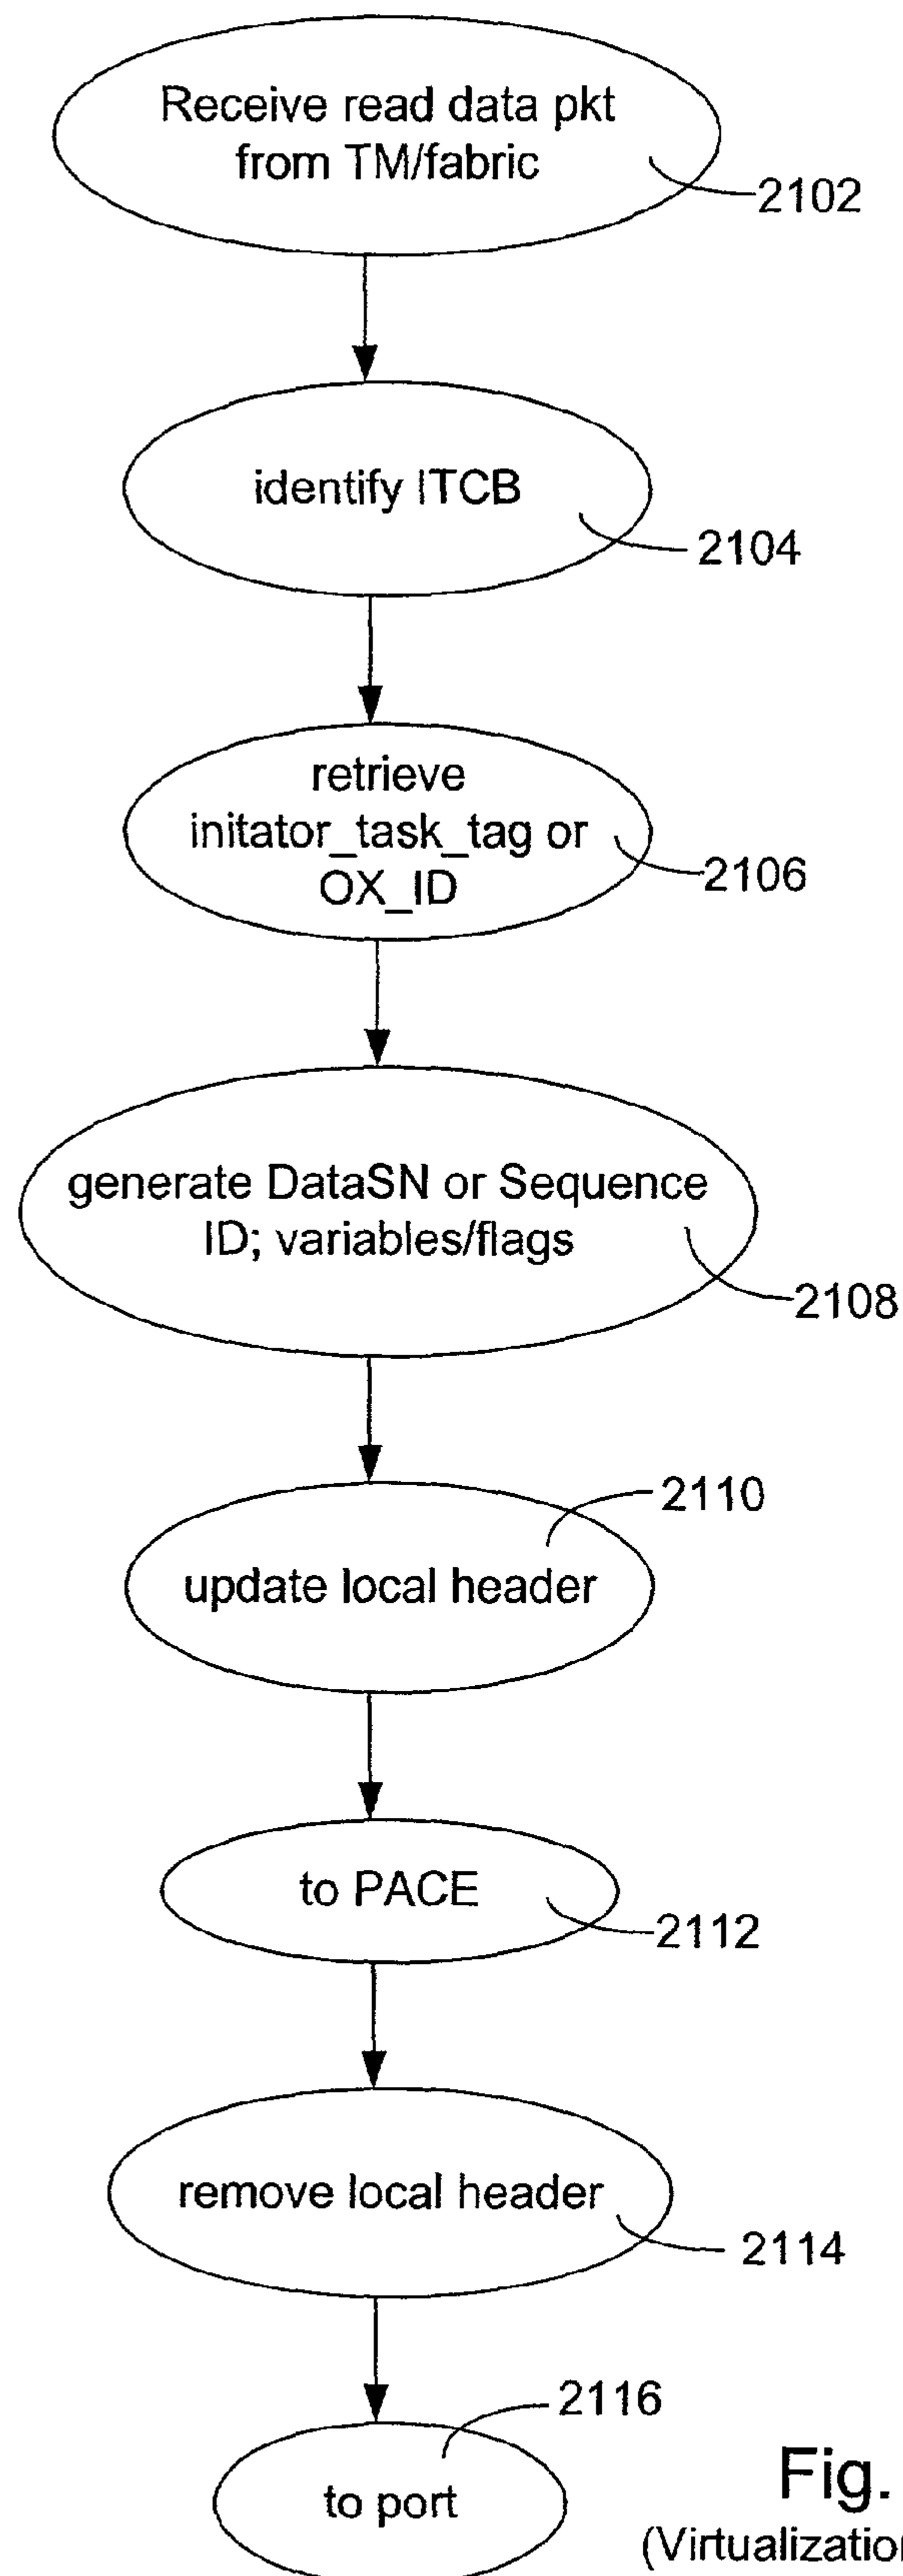 Receive read data pkt
from TM/fabric
2102
identify ITCB
2104
retrieve
initator_task_tag or
OX_ID
2106
generate DataSN or Sequence
ID; variables/flags
2108
2110
update local header
to PACE
2112
remove local header
2114
2116
to port
Fig.
(Virtualization